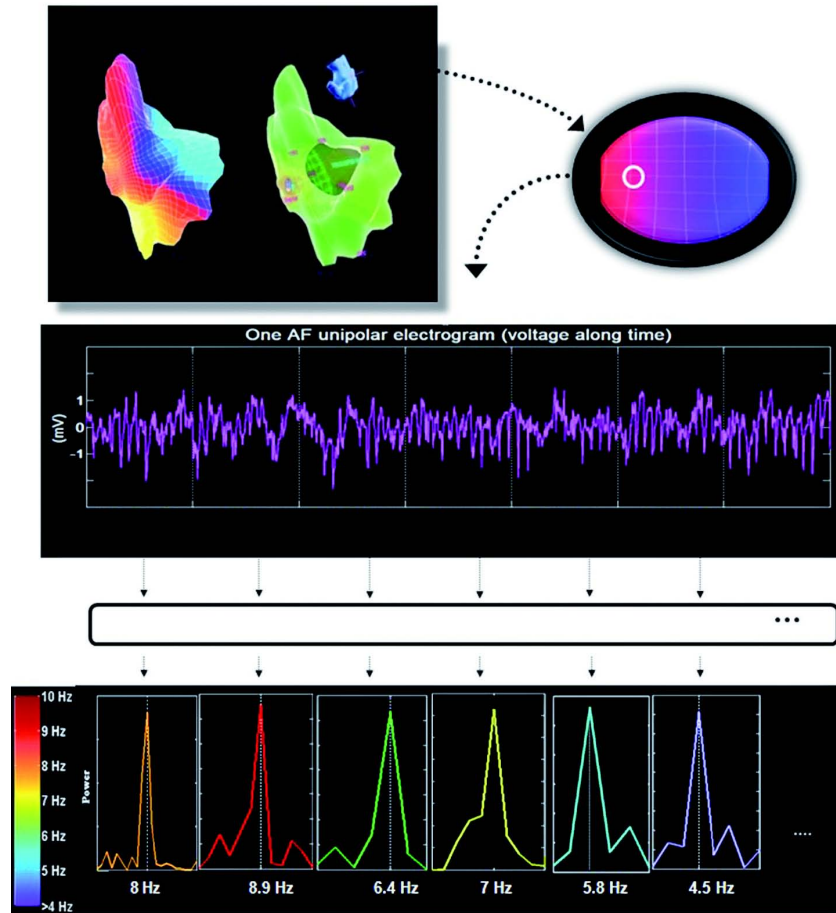 One AF unipolar electrogram (voltage along time)
(mV)
1
0
-1
...
10 Hz
9 Hz
8 Hz
7 Hz
6 Hz
5 Hz
>4 Hz
Power
8 Hz
8.9 Hz
6.4 Hz
7 Hz
5.8 Hz
4.5 Hz
....